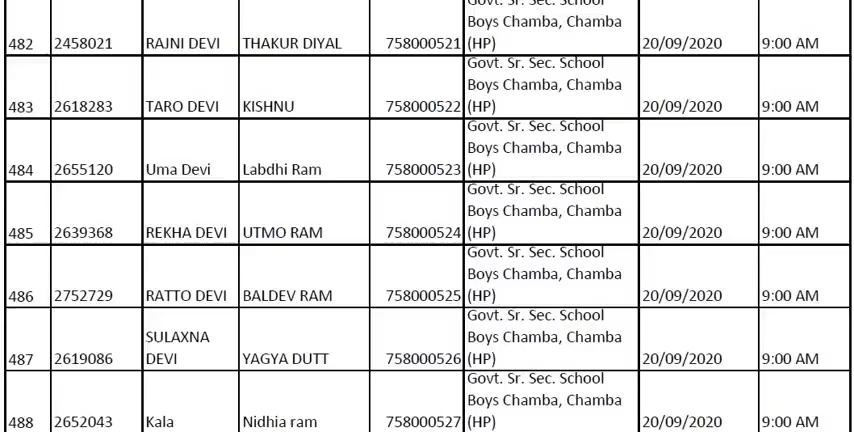 Govt. Sr. Sec. School
Boys Chamba, Chamba
482 2458021 RAJNI DEVI THAKUR DIYAL 758000521 (HP) 20/09/2020 9:00 AM
Govt. Sr. Sec. School
Boys Chamba, Chamba
483 2618283 TARO DEVI KISHNU 758000522 (HP) 20/09/2020 9:00 AM
Govt. Sr. Sec. School
Boys Chamba, Chamba
484 2655120 Uma Devi Labdhi Ram 758000523 (HP) 20/09/2020 9:00 AM
Govt. Sr. Sec. School
Boys Chamba, Chamba
485 2639368 REKHA DEVI UTMO RAM 758000524 (HP) 20/09/2020 9:00 AM
Govt. Sr. Sec. School
Boys Chamba, Chamba
486 2752729 RATTO DEVI BALDEV RAM 758000525 (HP) 20/09/2020 9:00 AM
Govt. Sr. Sec. School
SULAXNA Boys Chamba, Chamba
487 2619086 DEVI YAGYA DUTT 758000526 (HP) 20/09/2020 9:00 AM
Govt. Sr. Sec. School
Boys Chamba, Chamba
488 2652043 Kala Nidhia ram 758000527 (HP) 20/09/2020 9:00 AM